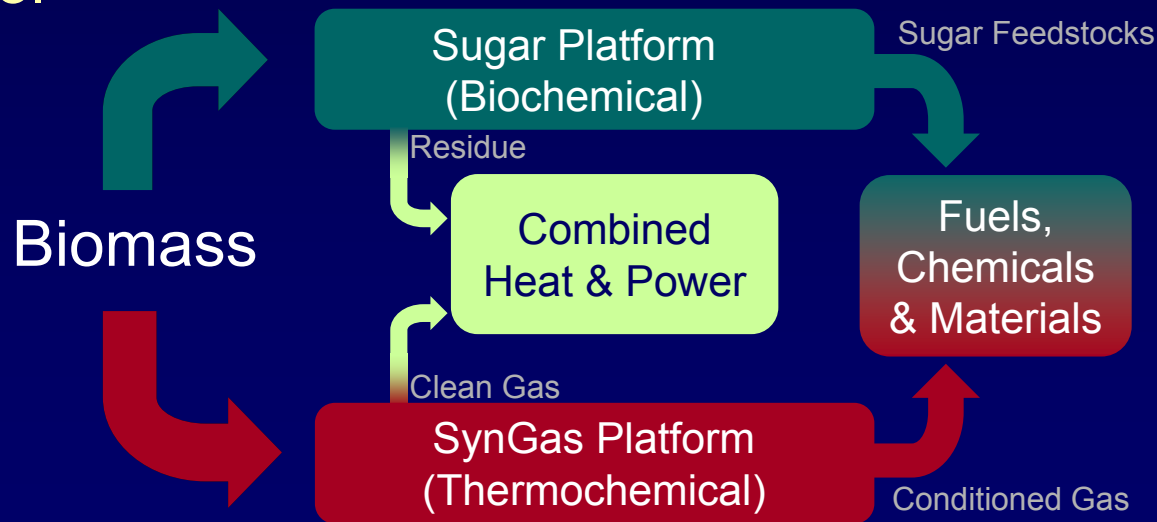 Sugar Platform
(Biochemical)
Sugar Feedstocks
Residue
Biomass
Combined
Heat & Power
Fuels,
Chemicals
& Materials
Clean Gas
SynGas Platform
(Thermochemical)
Conditioned Gas